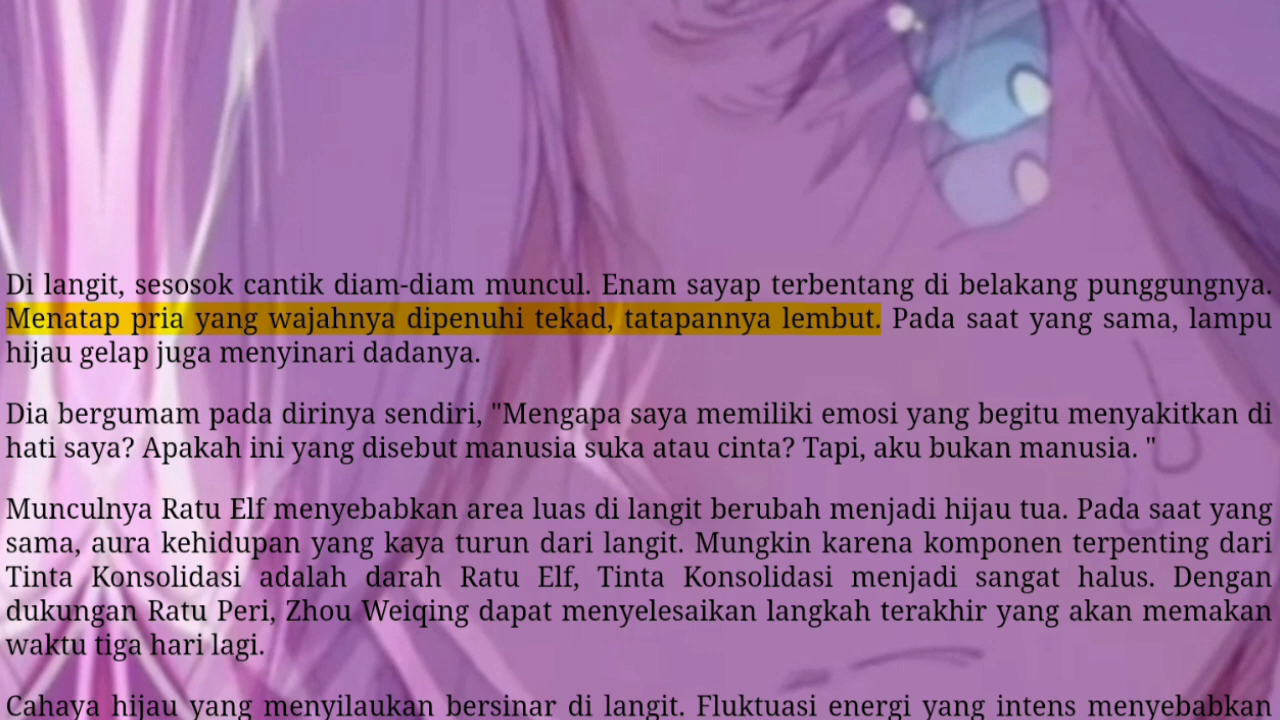 Di langit, sesosok cantik diam-diam muncul. Enam sayap terbentang di belakang punggungnya.
Menatap pria yang wajahnya dipenuhi tekad, tatapannya lembut. Pada saat yang sama, lampu
hijau gelap juga menyinari dadanya.
Dia bergumam pada dirinya sendiri, "Mengapa saya memiliki emosi yang begitu menyakitkan di
hati saya? Apakah ini yang disebut manusia suka atau cinta? Tapi, aku bukan manusia. "
Munculnya Ratu Elf menyebabkan area luas di langit berubah menjadi hijau tua. Pada saat yang
sama, aura kehidupan yang kaya turun dari langit. Mungkin karena komponen terpenting dari
Tinta Konsolidasi adalah darah Ratu Elf, Tinta Konsolidasi menjadi sangat halus. Dengan
dukungan Ratu Peri, Zhou Weiqing dapat menyelesaikan langkah terakhir yang akan memakan
waktu tiga hari lagi.
Cahaya hijau yang menyilaukan bersinar di langit. Fluktuasi energi yang intens menyebabkan